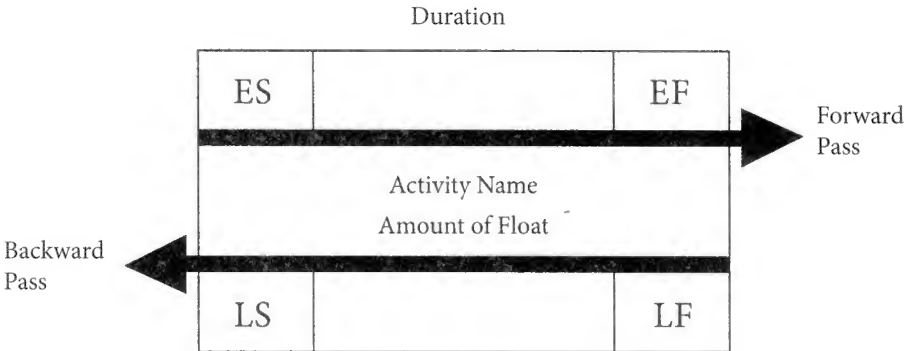 Duration
ES EF
Forward
Pass
Activity Name
Amount of Float
Backward
Pass
LS LF